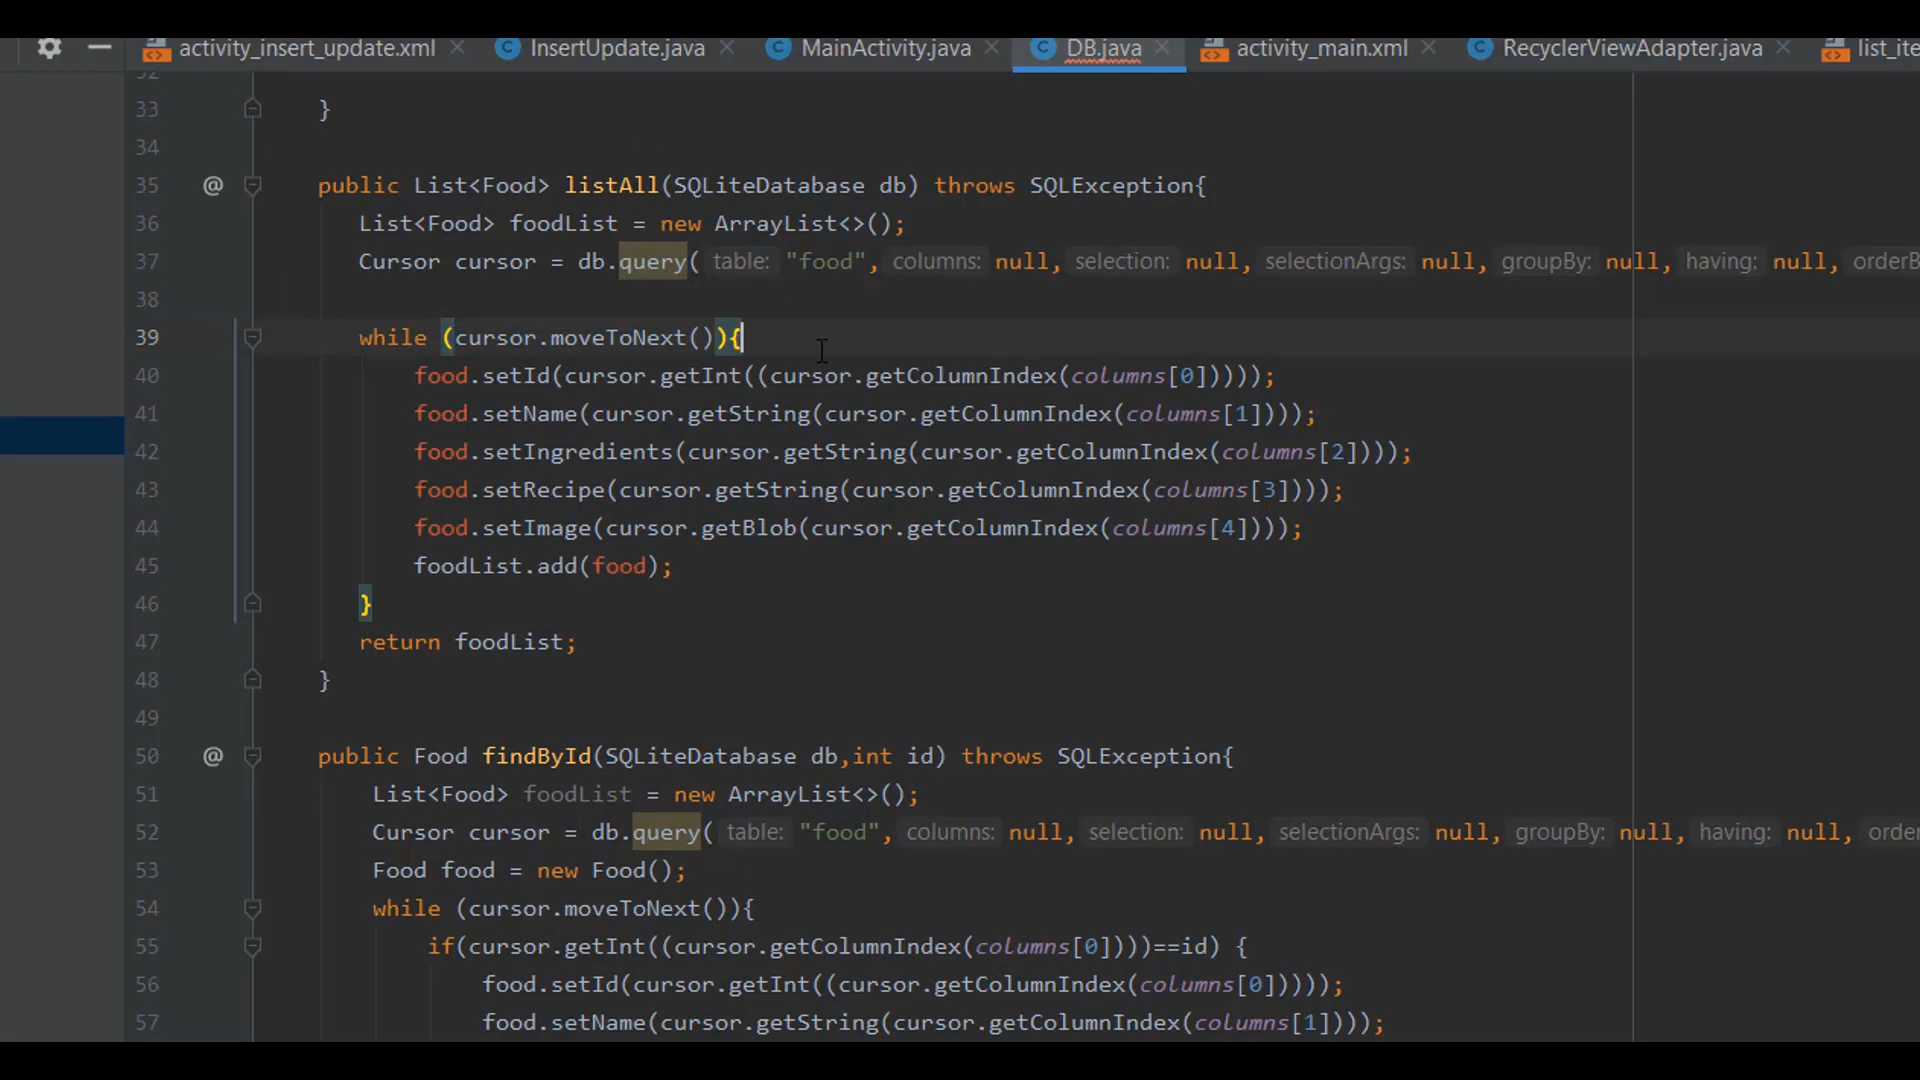 activity_insert_update.xml InsertUpdate.java MainActivity.java DB.java activity_main.xml RecyclerViewAdapter.java list_ite
33 }
34
35 @ public List<Food> listAll(SQLiteDatabase db) throws SQLException{
36 List<Food> foodList = new ArrayList<>();
37 Cursor cursor = db.query( table: "food", columns: null, selection: null, selectionArgs: null, groupBy: null, having: null, orderB
38
39 while (cursor.moveToNext()){
40 food.setId(cursor.getInt((cursor.getColumnIndex(columns[0]))));
41 food.setName(cursor.getString(cursor.getColumnIndex(columns[1])));
42 food.setIngredients(cursor.getString(cursor.getColumnIndex(columns[2])));
43 food.setRecipe(cursor.getString(cursor.getColumnIndex(columns[3])));
44 food.setImage(cursor.getBlob(cursor.getColumnIndex(columns[4])));
45 foodList.add(food);
46 }
47 return foodList;
48 }
49
50 @ public Food findById(SQLiteDatabase db,int id) throws SQLException{
51 List<Food> foodList = new ArrayList<>();
52 Cursor cursor = db.query( table: "food", columns: null, selection: null, selectionArgs: null, groupBy: null, having: null, order
53 Food food = new Food();
54 while (cursor.moveToNext()){
55 if(cursor.getInt((cursor.getColumnIndex(columns[0])))==id) {
56 food.setId(cursor.getInt((cursor.getColumnIndex(columns[0]))));
57 food.setName(cursor.getString(cursor.getColumnIndex(columns[1])));